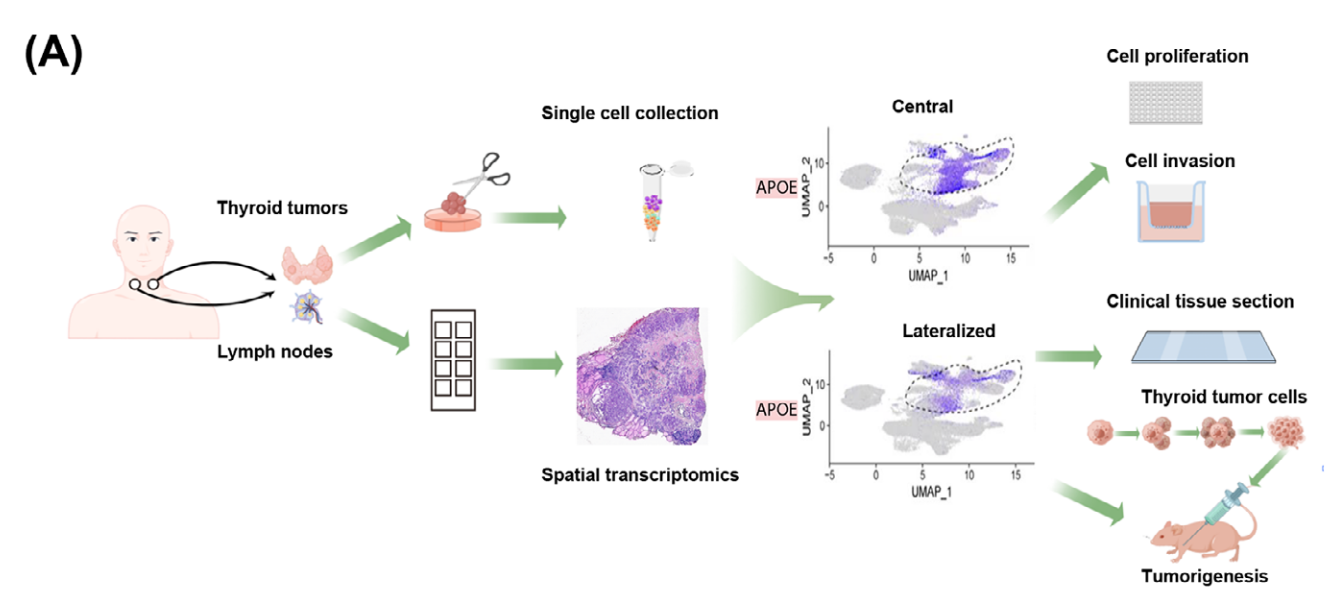 (A)
Thyroid tumors
Lymph nodes
Single cell collection
Spatial transcriptomics
Central
APOE
UMAP_2
10
0
-5
0
5
10
15
UMAP_1
Lateralized
APOE
UMAP_2
10
0
-5
0
5
10
15
UMAP_1
Cell proliferation
Cell invasion
Clinical tissue section
Thyroid tumor cells
Tumorigenesis